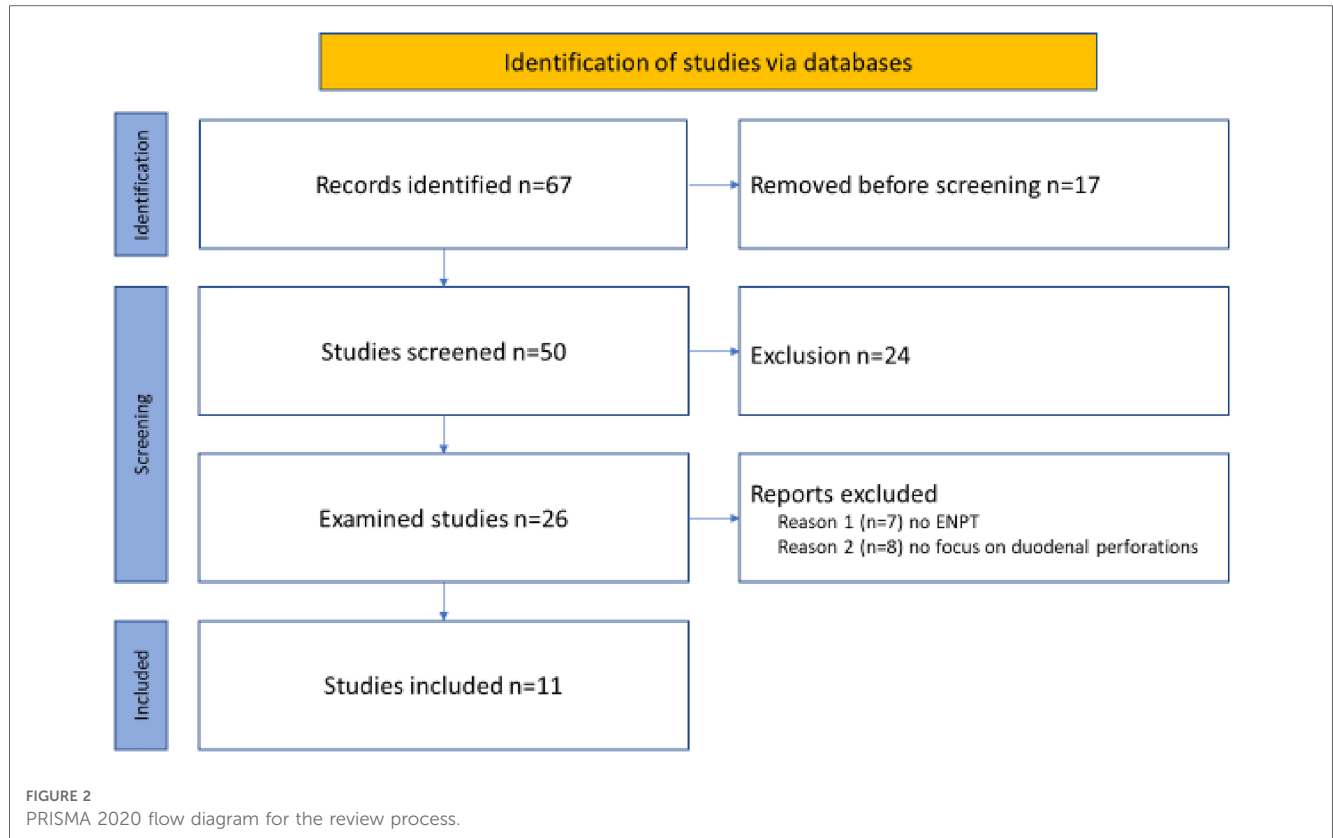 Identification of studies via databases
Identification
Records identified n=67
Removed before screening n=17
Screening
Studies screened n=50
Exclusion n=24
Examined studies n=26
Reports excluded
Reason 1 (n=7) no ENPT
Reason 2 (n=8) no focus on duodenal perforations
Included
Studies included n=11
FIGURE 2
PRISMA 2020 flow diagram for the review process.